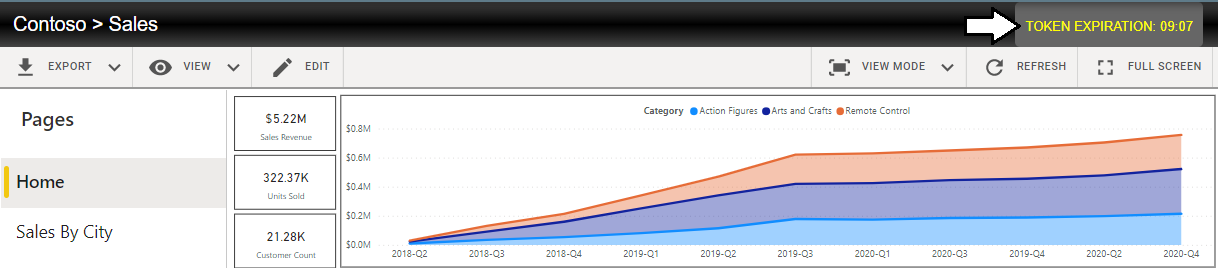 Contoso > Sales
TOKEN EXPIRATION: 09:07
EXPORT
VIEW
EDIT
VIEW MODE
REFRESH
FULL SCREEN
Pages
Home
Sales By City
$5.22M
Sales Revenue
322.37K
Units Sold
21.28K
Customer Count
Category Action Figures Arts and Crafts Remote Control
$0.8M
$0.6M
$0.4M
$0.2M
$0.0M
2018-Q2 2018-Q3 2018-Q4 2019-Q1 2019-Q2 2019-Q3 2020-Q1 2020-Q3 2019-Q4 2020-Q2 2020-Q4